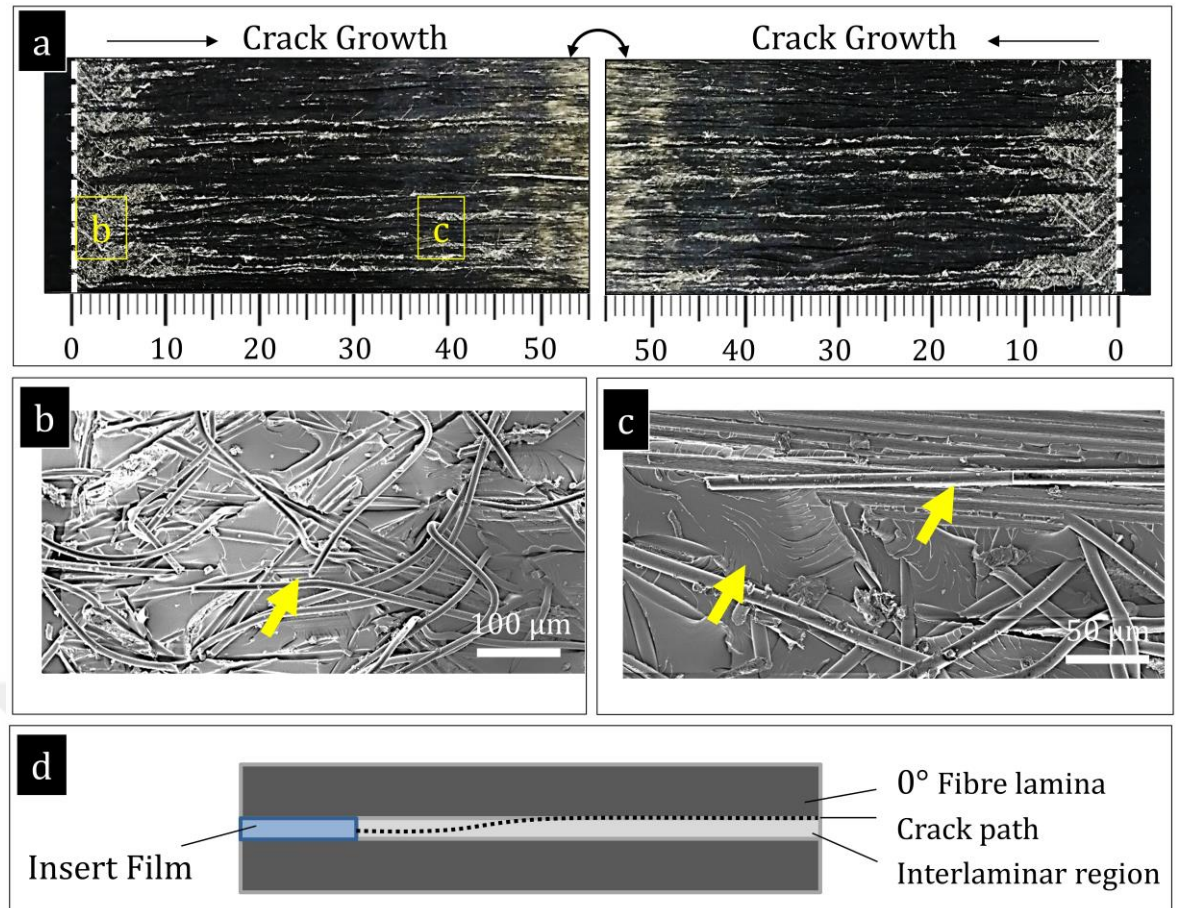 a
Crack Growth
Crack Growth
b
c
0 10 20 30 40 50
50 40 30 20 10 0
b
100 μm
c
50 μm
d
0° Fibre lamina
Crack path
Interlaminar region
Insert Film